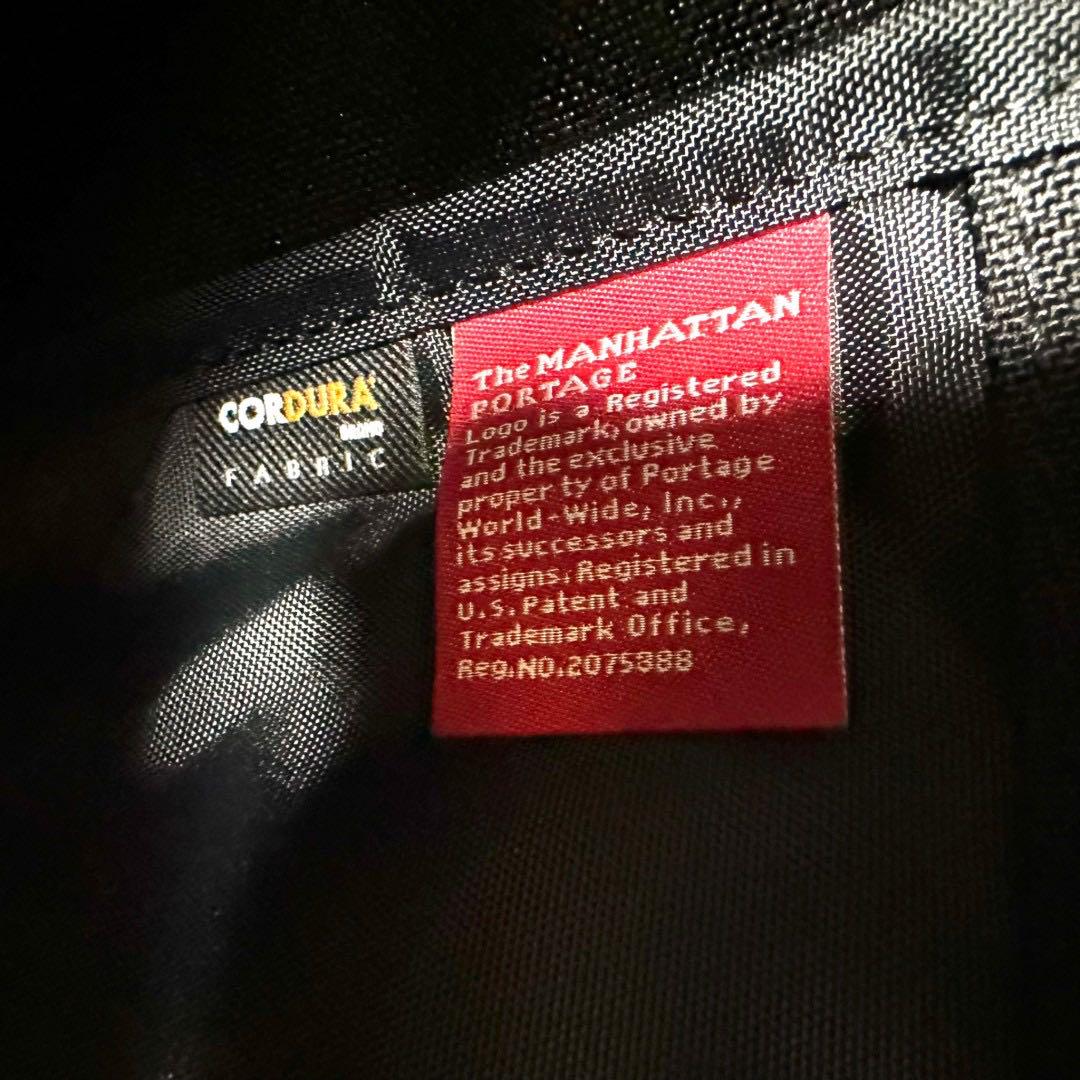 CORDURA®
BRAND
FABRIC
The MANHATTAN
PORTAGE
Logo is a Registered
Trademark, owned by
and the exclusive
property of Portage
World-Wide, Inc.,
its successors and
assigns. Registered in
U.S. Patent and
Trademark Office,
Reg.NO.2075888